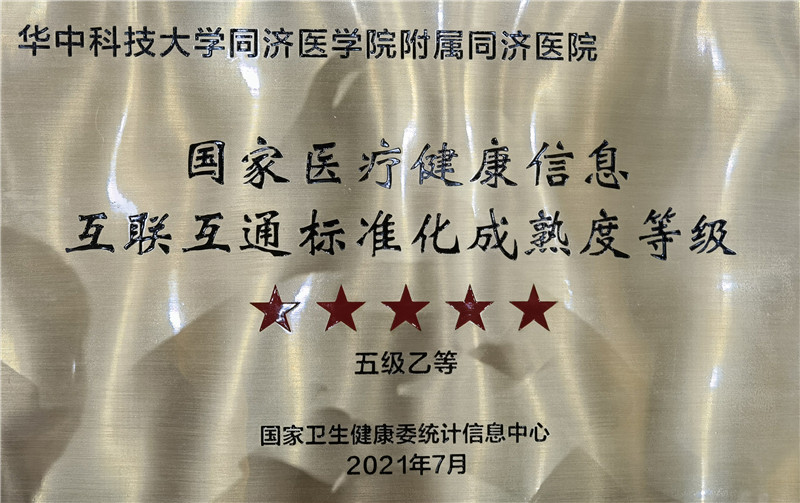 华中科技大学同济医学院附属同济医院
国家医疗健康信息
互联互通标准化成熟度等级
五级乙等
国家卫生健康委统计信息中心
2021年7月